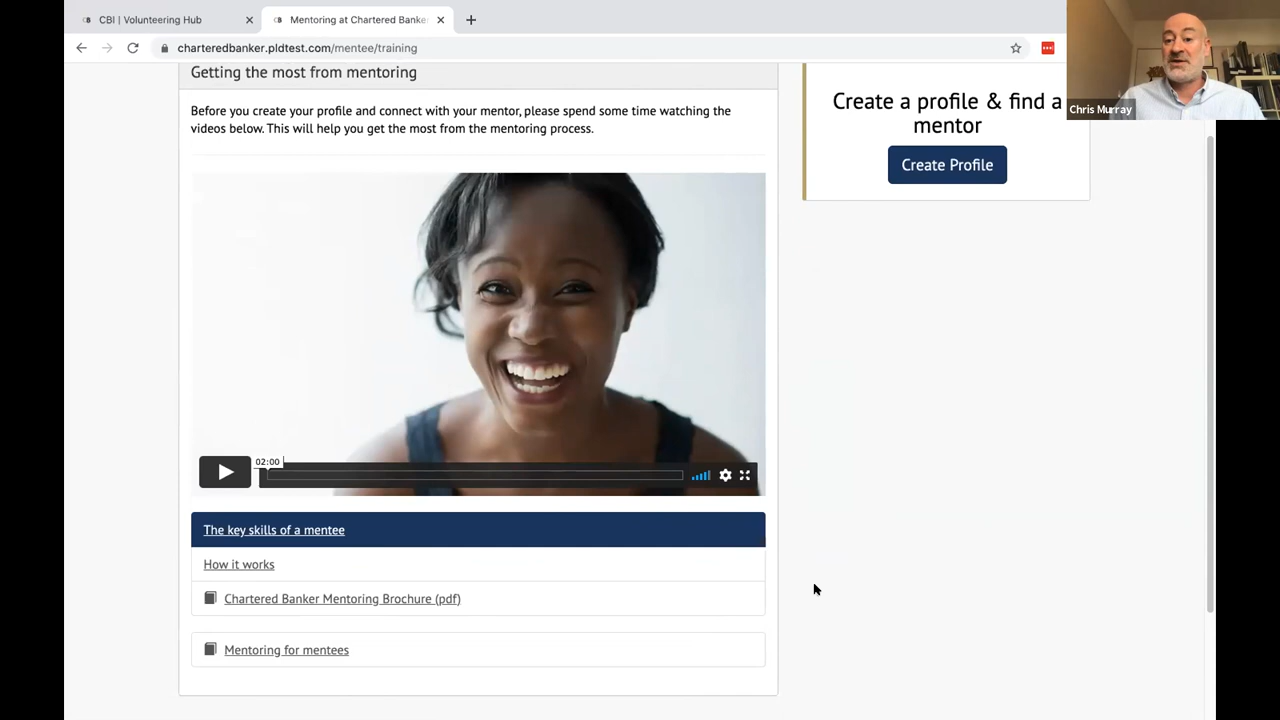 CBI | Volunteering Hub
Mentoring at Chartered Banker
charteredbanker.pldtest.com/mentee/training
Chris Murray
Getting the most from mentoring
Before you create your profile and connect with your mentor, please spend some time watching the
videos below. This will help you get the most from the mentoring process.
Create a profile & find a
mentor
Create Profile
02:00
The key skills of a mentee
How it works
Chartered Banker Mentoring Brochure (pdf)
Mentoring for mentees